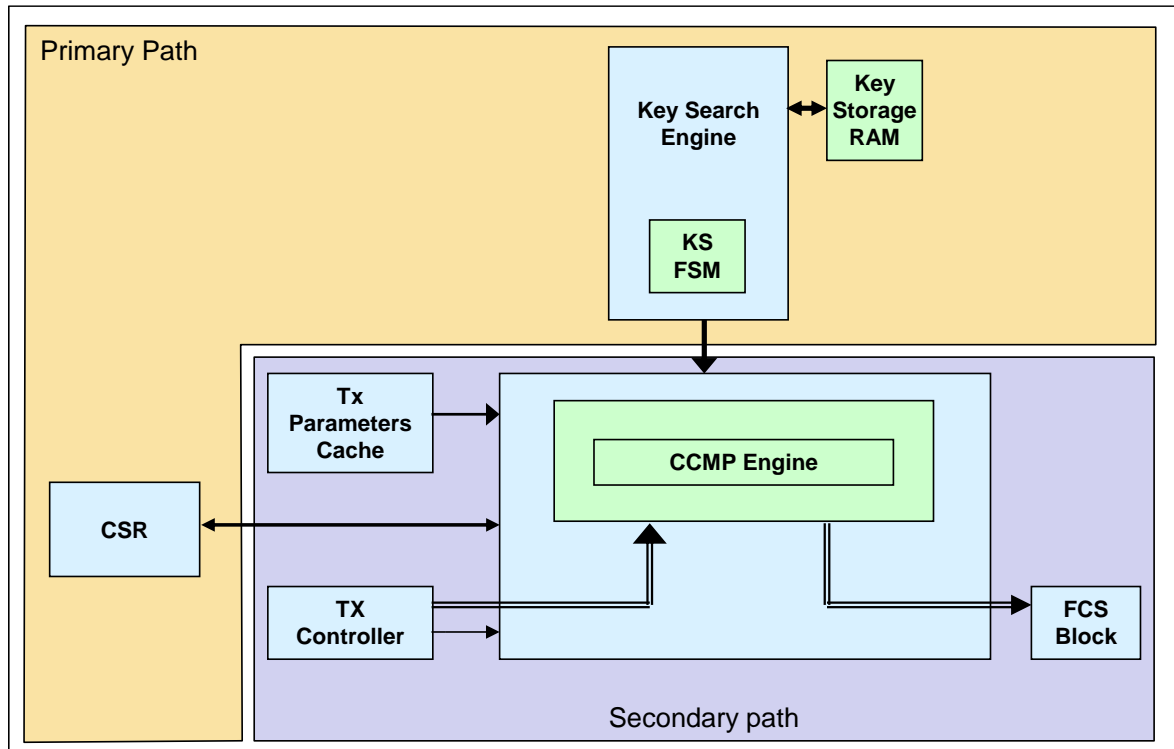 Primary Path
Key Search
Engine
Key
Storage
RAM
KS
FSM
Tx
Parameters
Cache
CCMP Engine
CSR
TX
Controller
FCS
Block
Secondary path